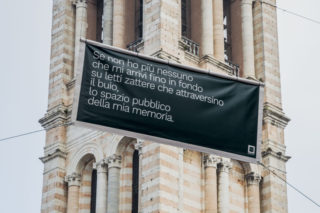 Se non ho più nessuno
che mi arrivi fino in fondo
su letti zattere che attraversino
il buio,
lo spazio pubblico
della mia memoria.